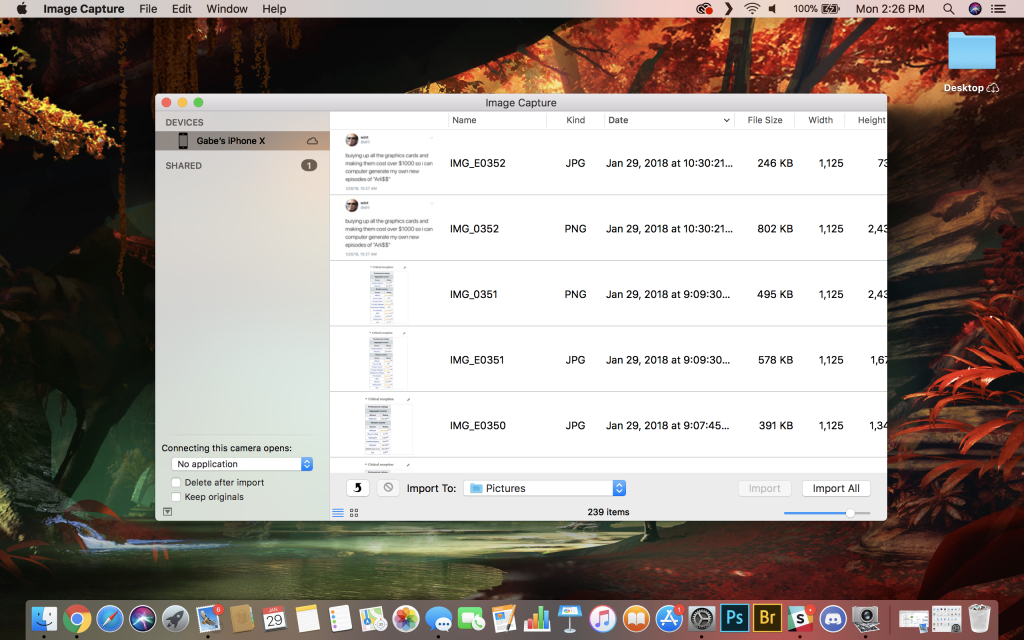 Image Capture File Edit Window Help
100% Mon 2:26 PM
Desktop
Image Capture
DEVICES
Gabe's iPhone X
SHARED 1
Name Kind Date File Size Width Height
buying up all the graphics cards and
making them cost over $1000 so i can
computer generate my own new
episodes of "Arli$$"
IMG_E0352 JPG Jan 29, 2018 at 10:30:21... 246 KB 1,125 73
buying up all the graphics cards and
making them cost over $1000 so i can
computer generate my own new
episodes of "Arli$$"
IMG_0352 PNG Jan 29, 2018 at 10:30:21... 802 KB 1,125 2,43
IMG_0351 PNG Jan 29, 2018 at 9:09:30... 495 KB 1,125 2,43
IMG_E0351 JPG Jan 29, 2018 at 9:09:30... 578 KB 1,125 1,67
IMG_E0350 JPG Jan 29, 2018 at 9:07:45... 391 KB 1,125 1,34
Connecting this camera opens:
No application
Delete after import
Keep originals
Import To: Pictures Import Import All
239 items
6 JAN 29 1 Ps Br S